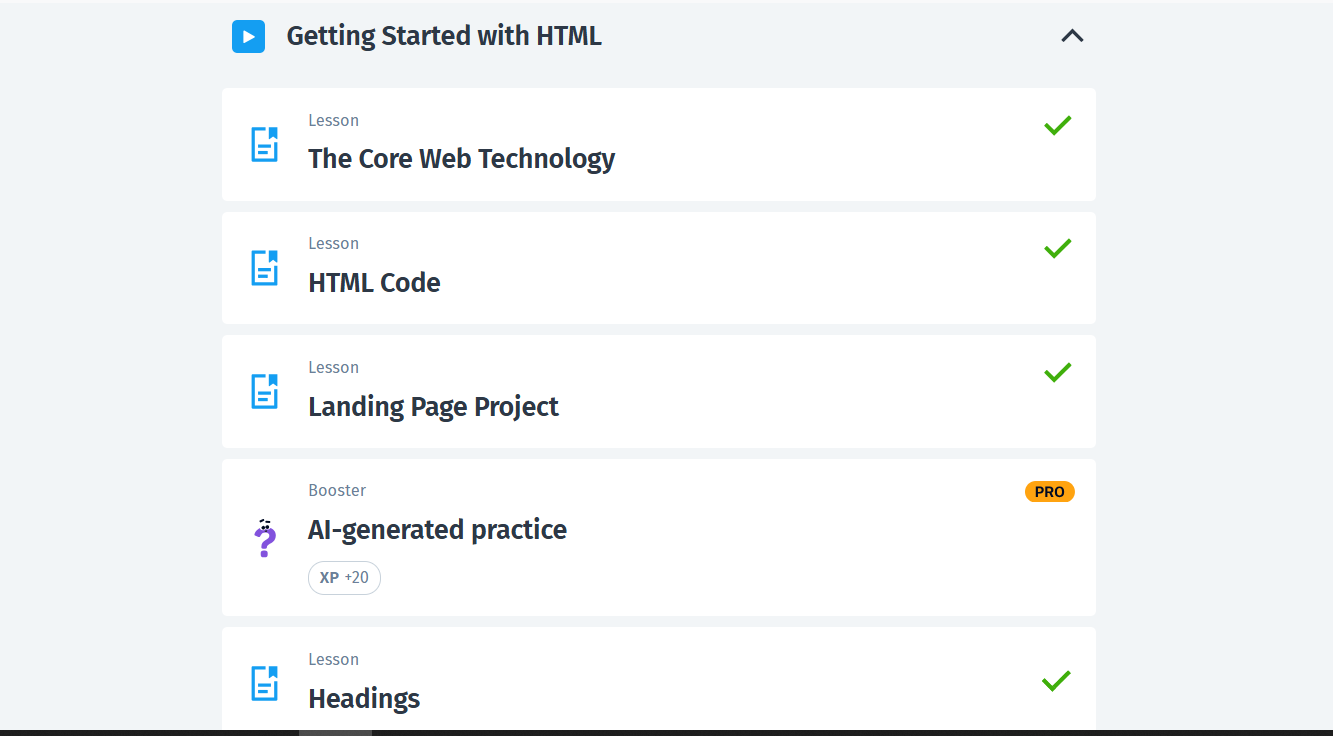 Getting Started with HTML
Lesson
The Core Web Technology
Lesson
HTML Code
Lesson
Landing Page Project
Booster
PRO
AI-generated practice
XP +20
Lesson
Headings